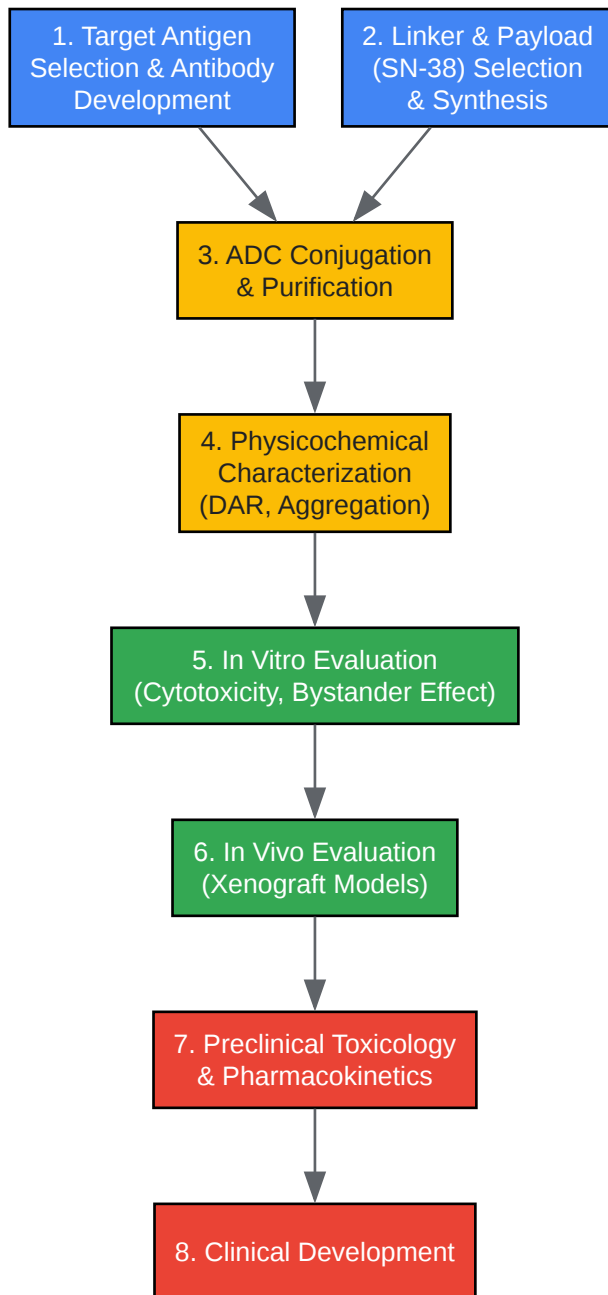 1. Target Antigen
Selection & Antibody
Development
2. Linker & Payload
(SN-38) Selection
& Synthesis
3. ADC Conjugation
& Purification
4. Physicochemical
Characterization
(DAR, Aggregation)
5. In Vitro Evaluation
(Cytotoxicity, Bystander Effect)
6. In Vivo Evaluation
(Xenograft Models)
7. Preclinical Toxicology
& Pharmacokinetics
8. Clinical Development